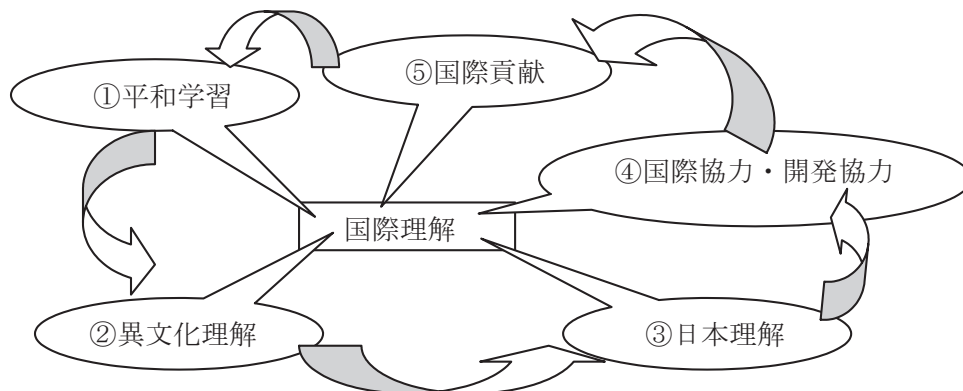 ⑤国際貢献
①平和学習
④国際協力・開発協力
国際理解
②異文化理解
③日本理解